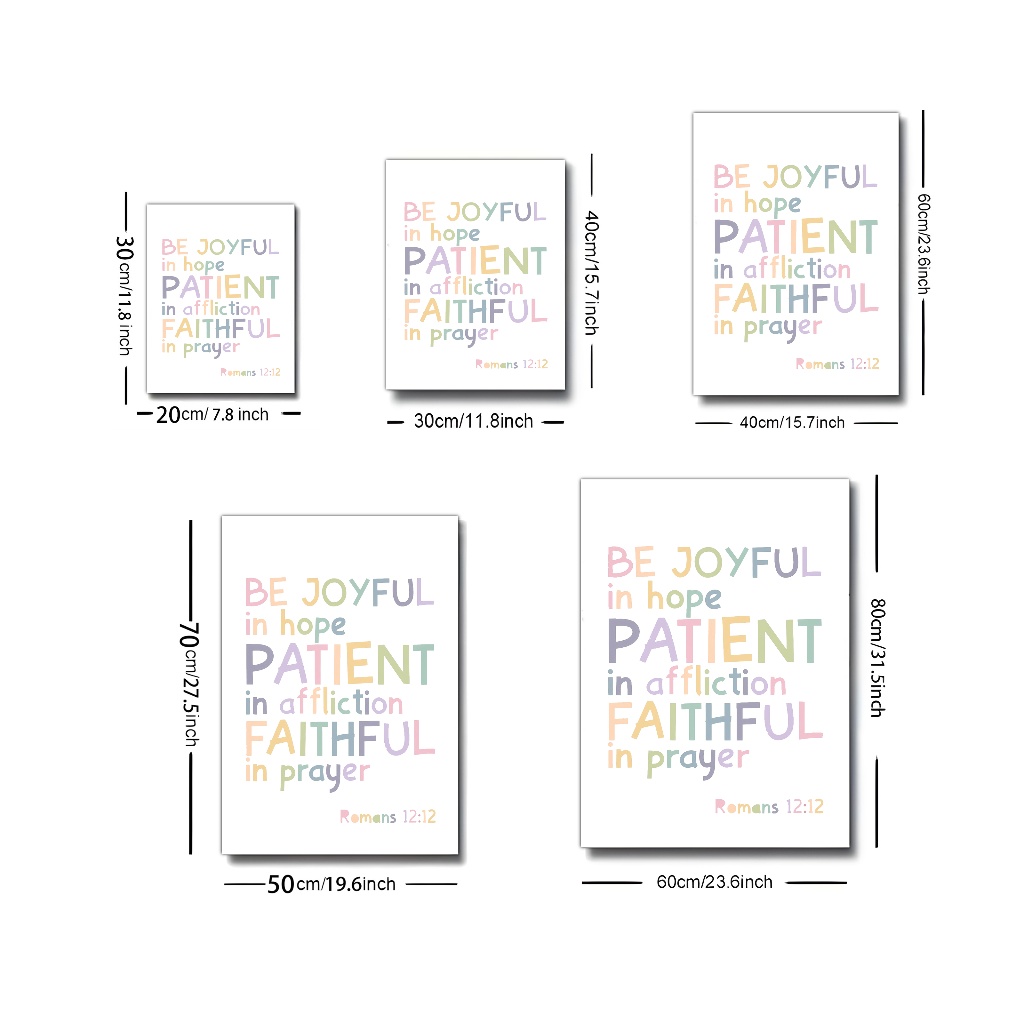 BE JOYFUL
in hope
PATIENT
in affliction
FAITHFUL
in prayer
Romans 12:12
30cm/11.8 inch
20cm/ 7.8 inch
BE JOYFUL
in hope
PATIENT
in affliction
FAITHFUL
in prayer
Romans 12:12
40cm/15.7inch
30cm/11.8inch
BE JOYFUL
in hope
PATIENT
in affliction
FAITHFUL
in prayer
Romans 12:12
60cm/23.6inch
40cm/15.7inch
BE JOYFUL
in hope
PATIENT
in affliction
FAITHFUL
in prayer
Romans 12:12
70cm/27.5inch
50cm/19.6inch
BE JOYFUL
in hope
PATIENT
in affliction
FAITHFUL
in prayer
Romans 12:12
80cm/31.5inch
60cm/23.6inch